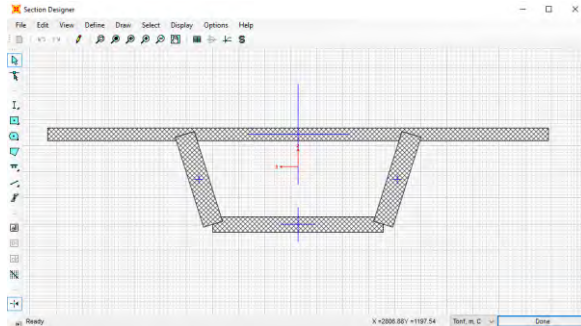 Section Designer
File Edit View Define Draw Select Display Options Help
Ready
X =2806.88Y =1197.54
Tonf, m, C
Done